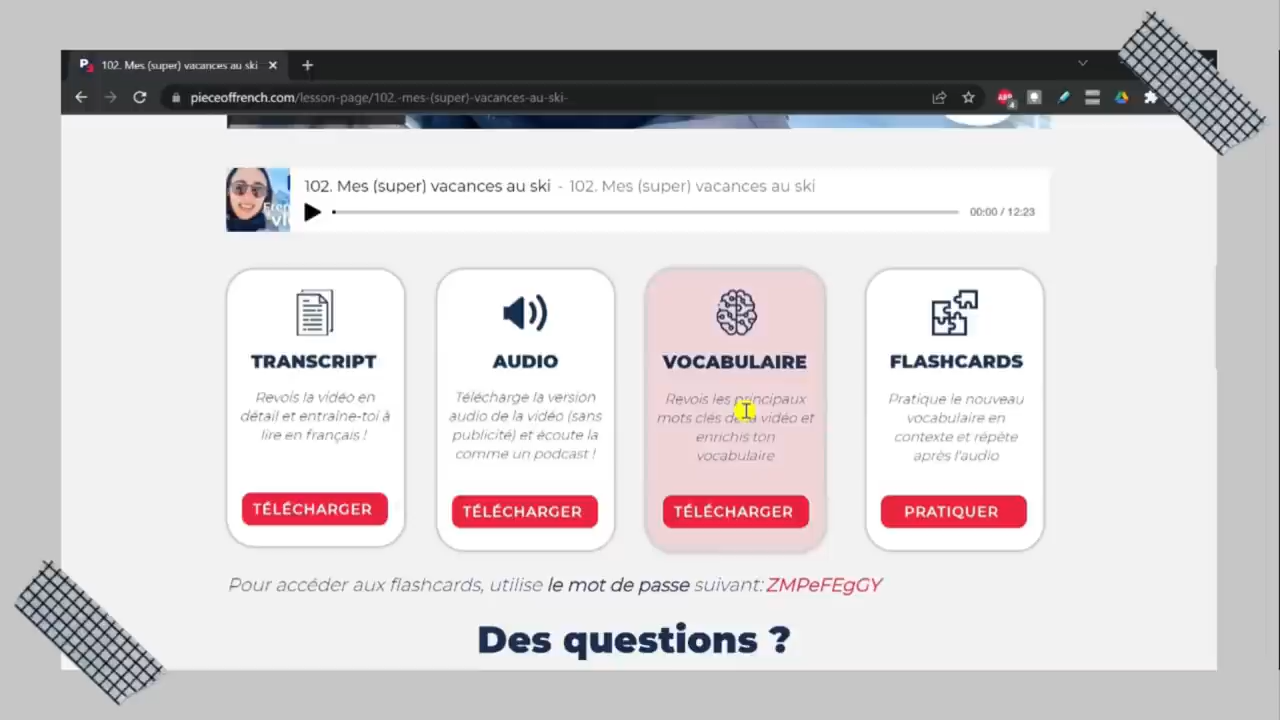 102. Mes (super) vacances au ski
pieceoffrench.com/lesson-page/102.-mes-(super)-vacances-au-ski-
102. Mes (super) vacances au ski - 102. Mes (super) vacances au ski
00:00 / 12:23
TRANSCRIPT
Revois la vidéo en
détail et entraîne-toi à
lire en français !
TÉLÉCHARGER
AUDIO
Télécharge la version
audio de la vidéo (sans
publicité) et écoute la
comme un podcast !
TÉLÉCHARGER
VOCABULAIRE
Revois les principaux
mots clés de la vidéo et
enrichis ton
vocabulaire
TÉLÉCHARGER
FLASHCARDS
Pratique le nouveau
vocabulaire en
contexte et répète
après l'audio
PRATIQUER
Pour accéder aux flashcards, utilise le mot de passe suivant: ZMPeFEgGY
Des questions ?